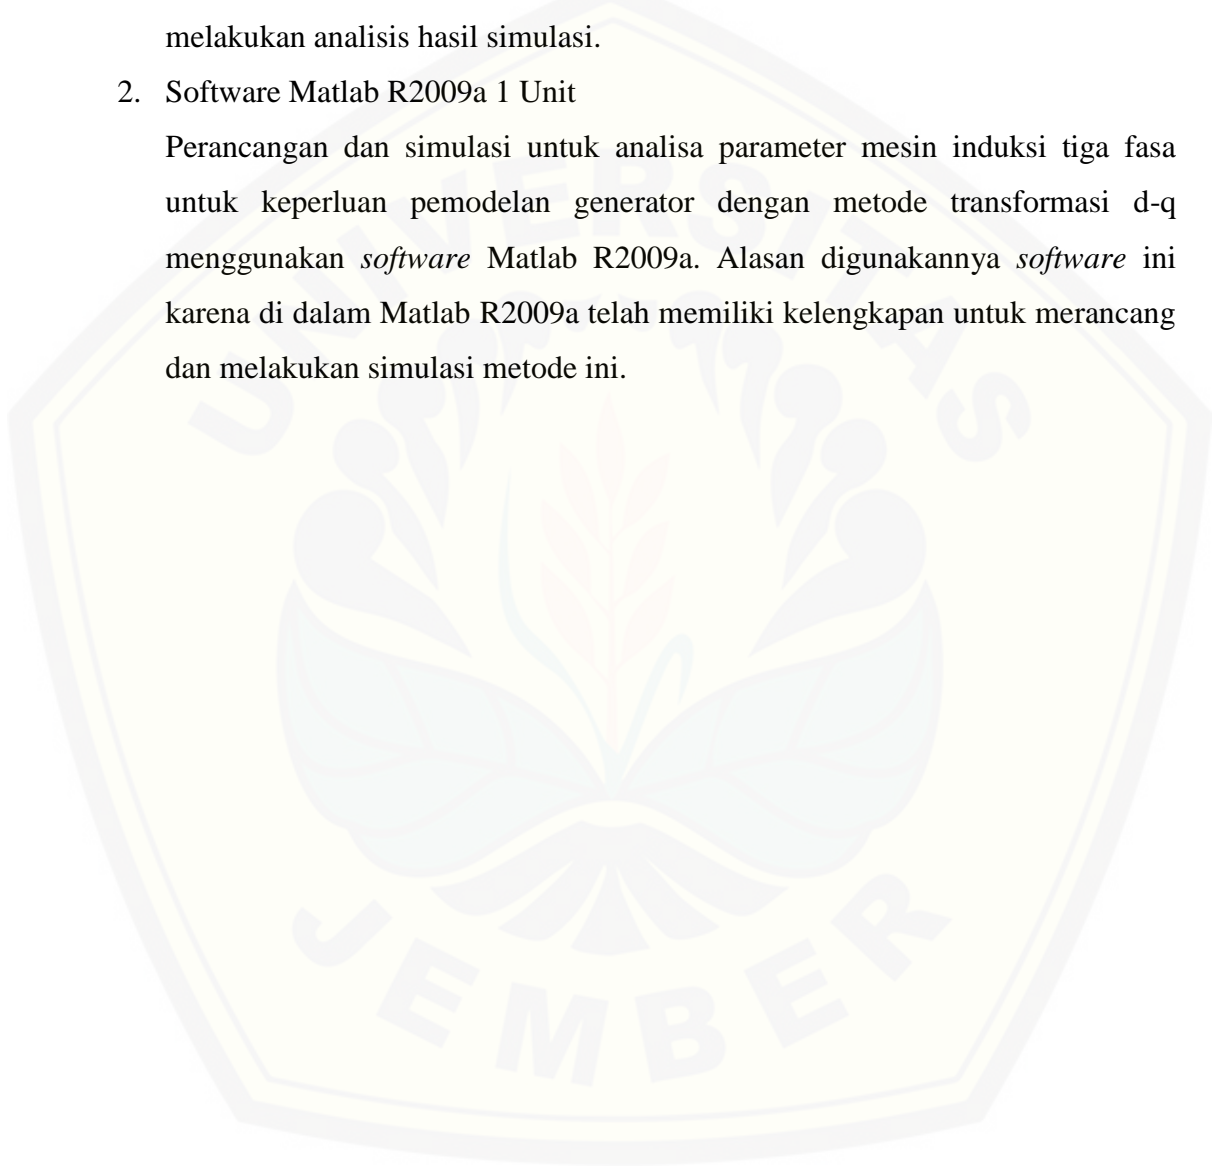 melakukan analisis hasil simulasi.
2. Software Matlab R2009a 1 Unit
Perancangan dan simulasi untuk analisa parameter mesin induksi tiga fasa
untuk keperluan pemodelan generator dengan metode transformasi d-q
menggunakan software Matlab R2009a. Alasan digunakannya software ini
karena di dalam Matlab R2009a telah memiliki kelengkapan untuk merancang
dan melakukan simulasi metode ini.
UNIVERSITAS
JEMBER